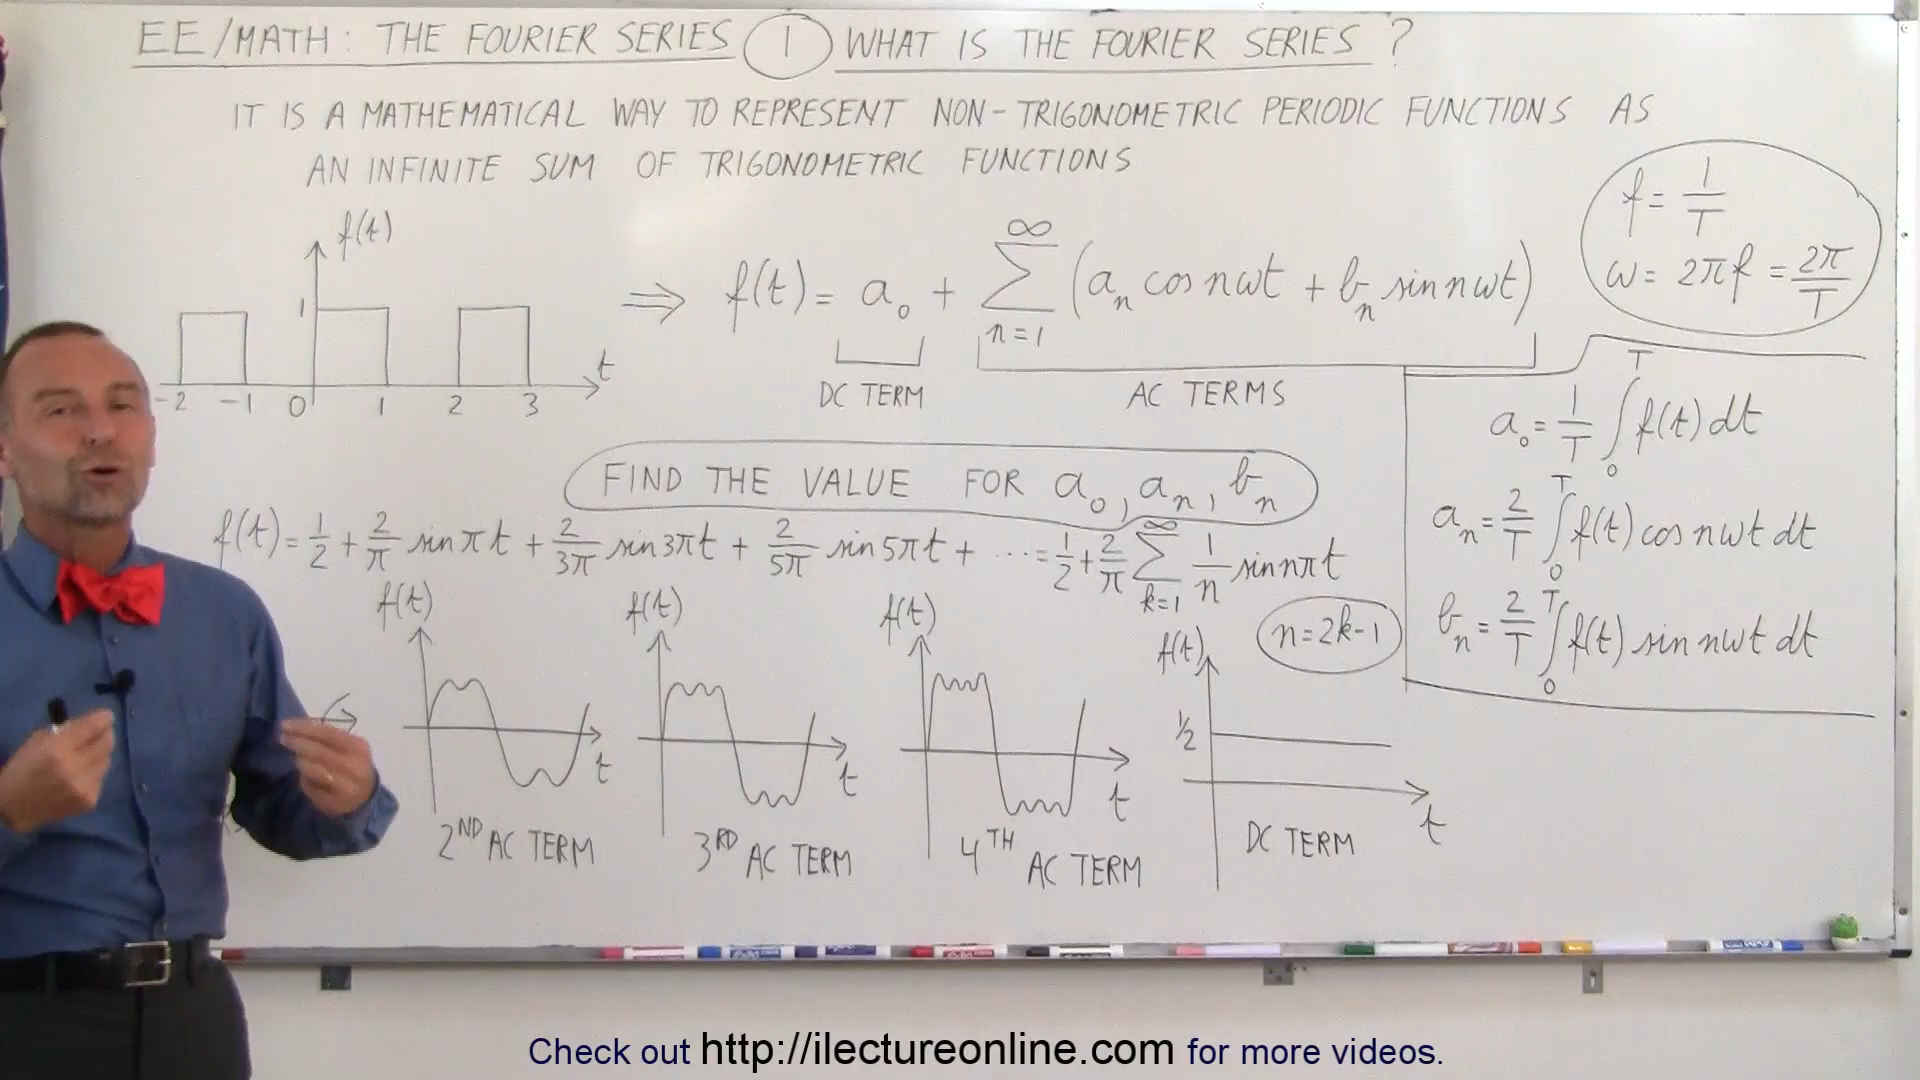 EE/MATH: THE FOURIER SERIES 1 WHAT IS THE FOURIER SERIES ?
IT IS A MATHEMATICAL WAY TO REPRESENT NON-TRIGONOMETRIC PERIODIC FUNCTIONS AS
AN INFINITE SUM OF TRIGONOMETRIC FUNCTIONS
f = 1/T
ω = 2πf = 2π/T
f(t)
1
t
-2 -1 0 1 2 3
⇒ f(t) = a₀ + ∑_{n=1}^{∞} (aₙ cos nωt + bₙ sin nωt)
DC TERM AC TERMS
a₀ = 1/T ∫₀ᵀ f(t) dt
aₙ = 2/T ∫₀ᵀ f(t) cos nωt dt
bₙ = 2/T ∫₀ᵀ f(t) sin nωt dt
FIND THE VALUE FOR a₀, aₙ, bₙ
f(t) = 1/2 + 2/π sin πt + 2/3π sin 3πt + 2/5π sin 5πt + ⋯ = 1/2 + 2/π ∑_{k=1}^{∞} 1/n sin nπt
n = 2k-1
f(t) t
2ND AC TERM
f(t) t
3RD AC TERM
f(t) t
4TH AC TERM
f(t) 1/2 t
DC TERM
Check out http://ilectureonline.com for more videos.